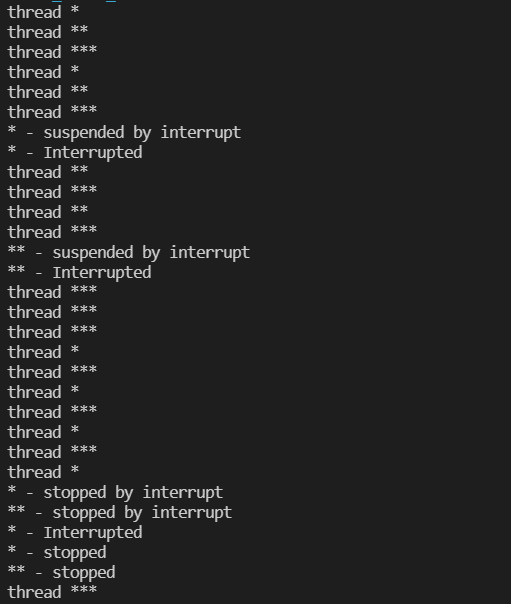 thread *
thread **
thread ***
thread *
thread **
thread ***
* - suspended by interrupt
* - Interrupted
thread **
thread ***
thread **
thread ***
** - suspended by interrupt
** - Interrupted
thread ***
thread ***
thread ***
thread *
thread ***
thread *
thread ***
thread *
thread ***
thread *
* - stopped by interrupt
** - stopped by interrupt
* - Interrupted
* - stopped
** - stopped
thread ***